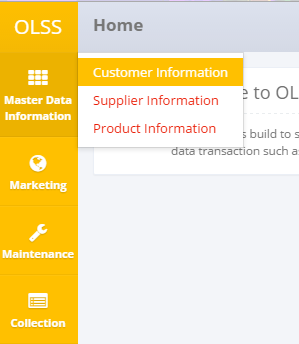 OLSS
Home
Master Data
Information
Customer Information
Supplier Information
Product Information
e to OL
s build to s
data transaction such as
Marketing
Maintenance
Collection